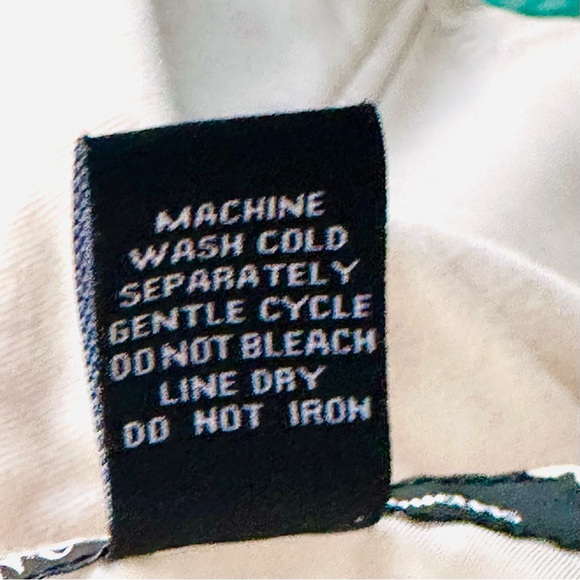 MACHINE
WASH COLD
SEPARATELY
GENTLE CYCLE
DO NOT BLEACH
LINE DRY
DO NOT IRON